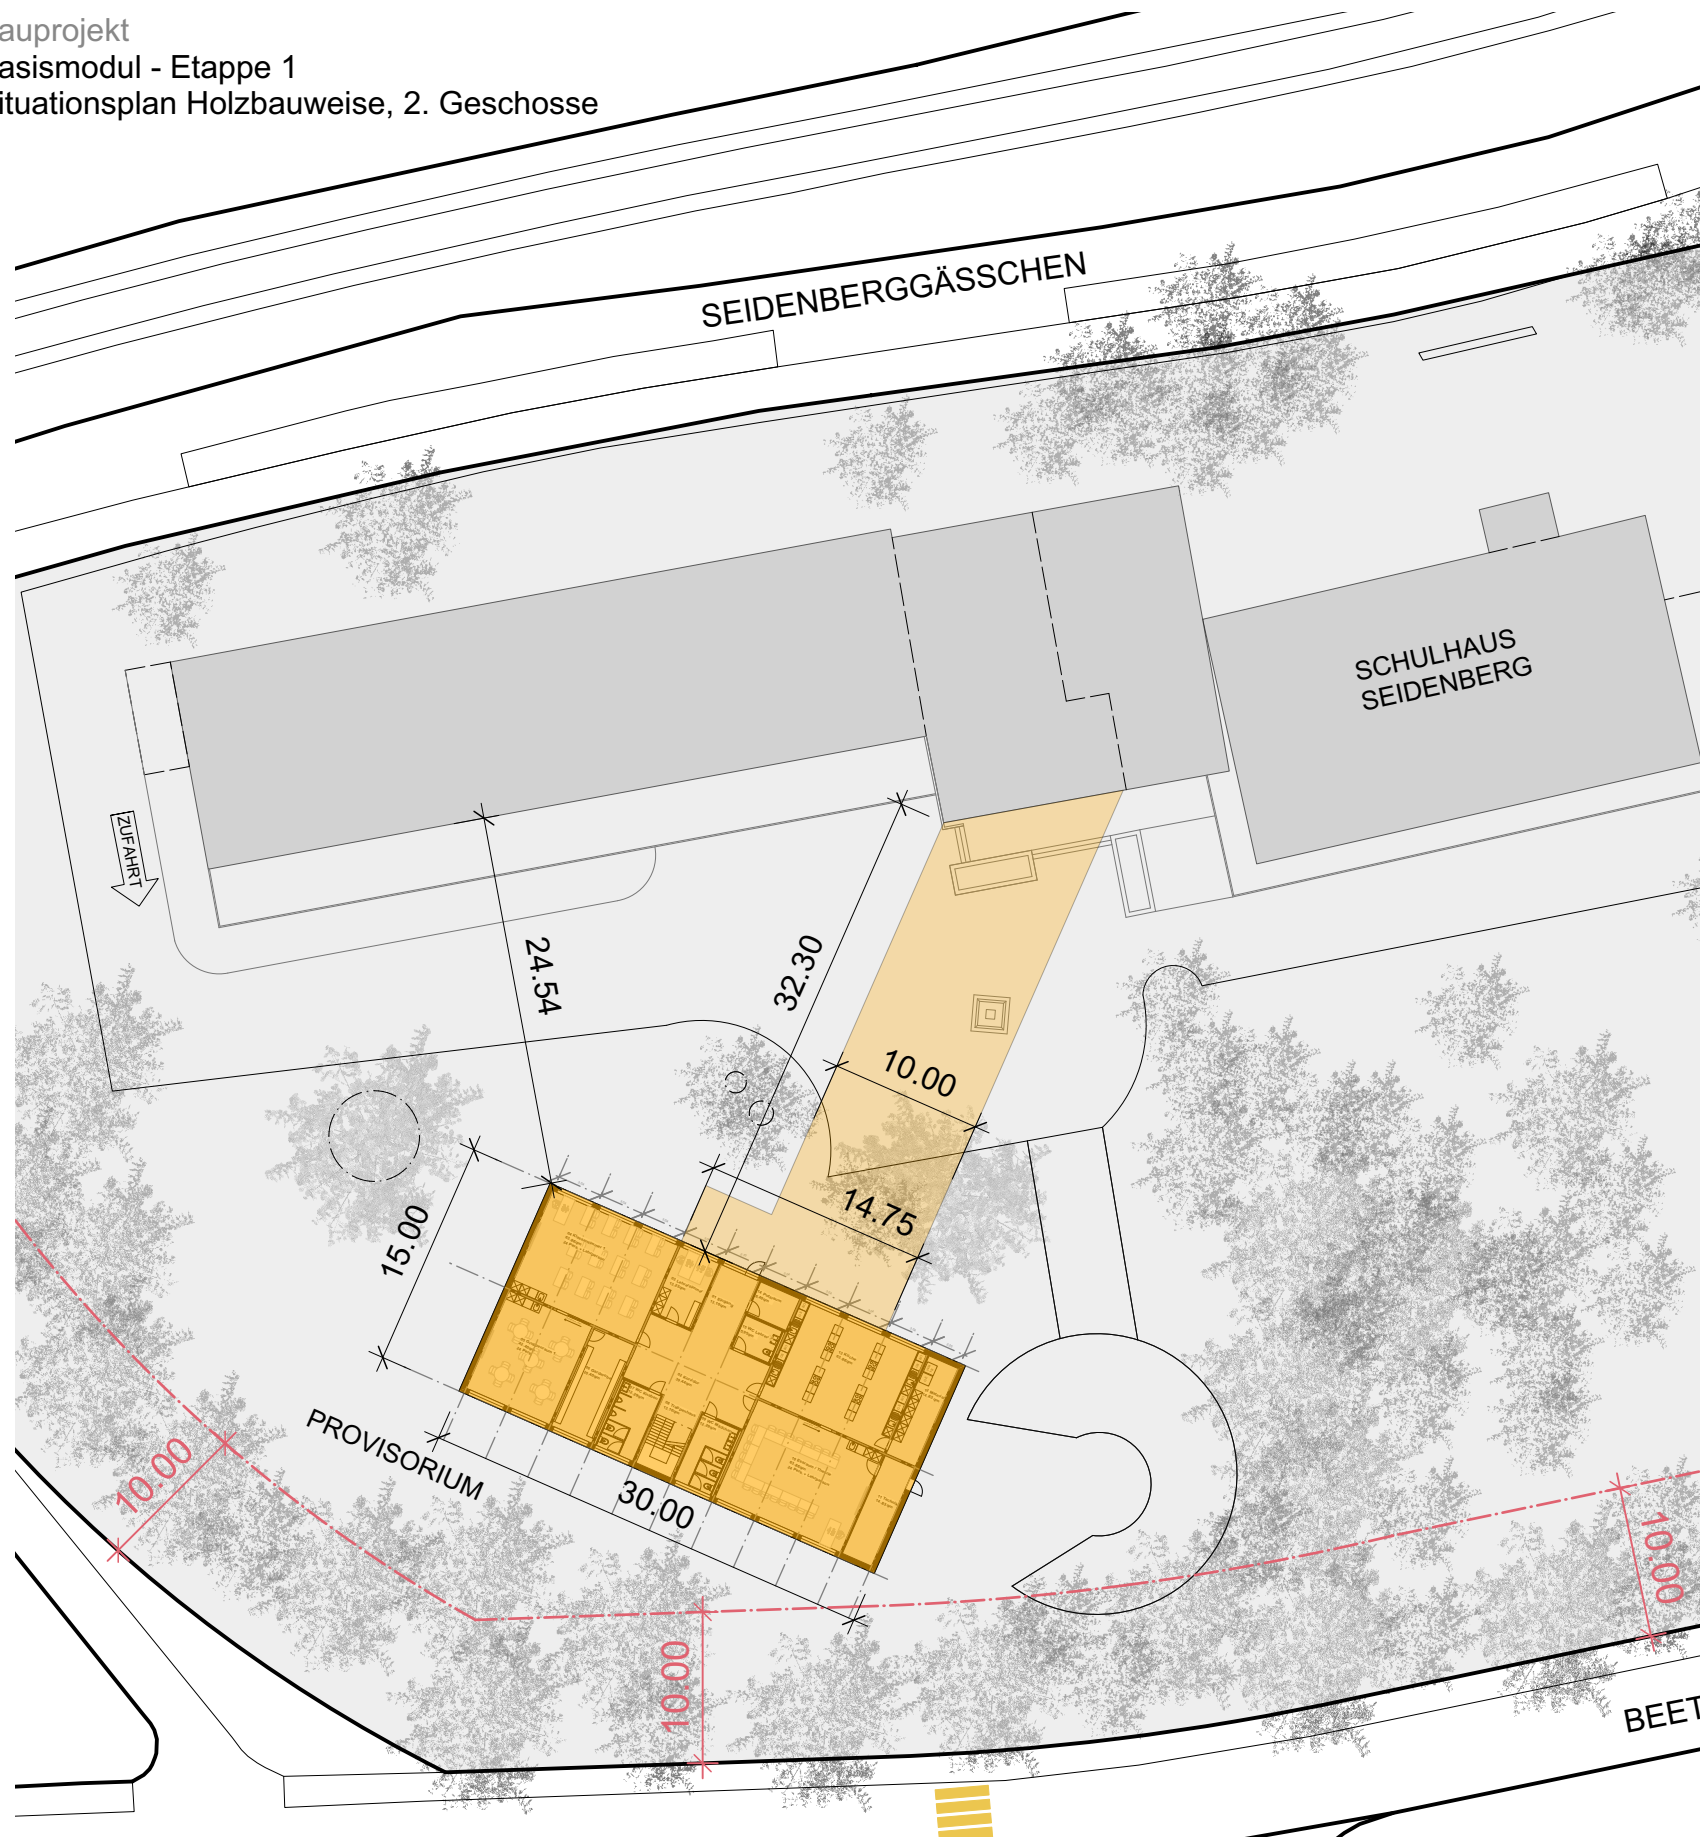 auprojekt
asismodul - Etappe 1
ituationsplan Holzbauweise, 2. Geschosse
SEIDENBERGGÄSSCHEN
SCHULHAUS
SEIDENBERG
ZUFAHRT
24.54
32.30
10.00
14.75
15.00
PROVISORIUM
30.00
10.00
10.00
10.00
BEET